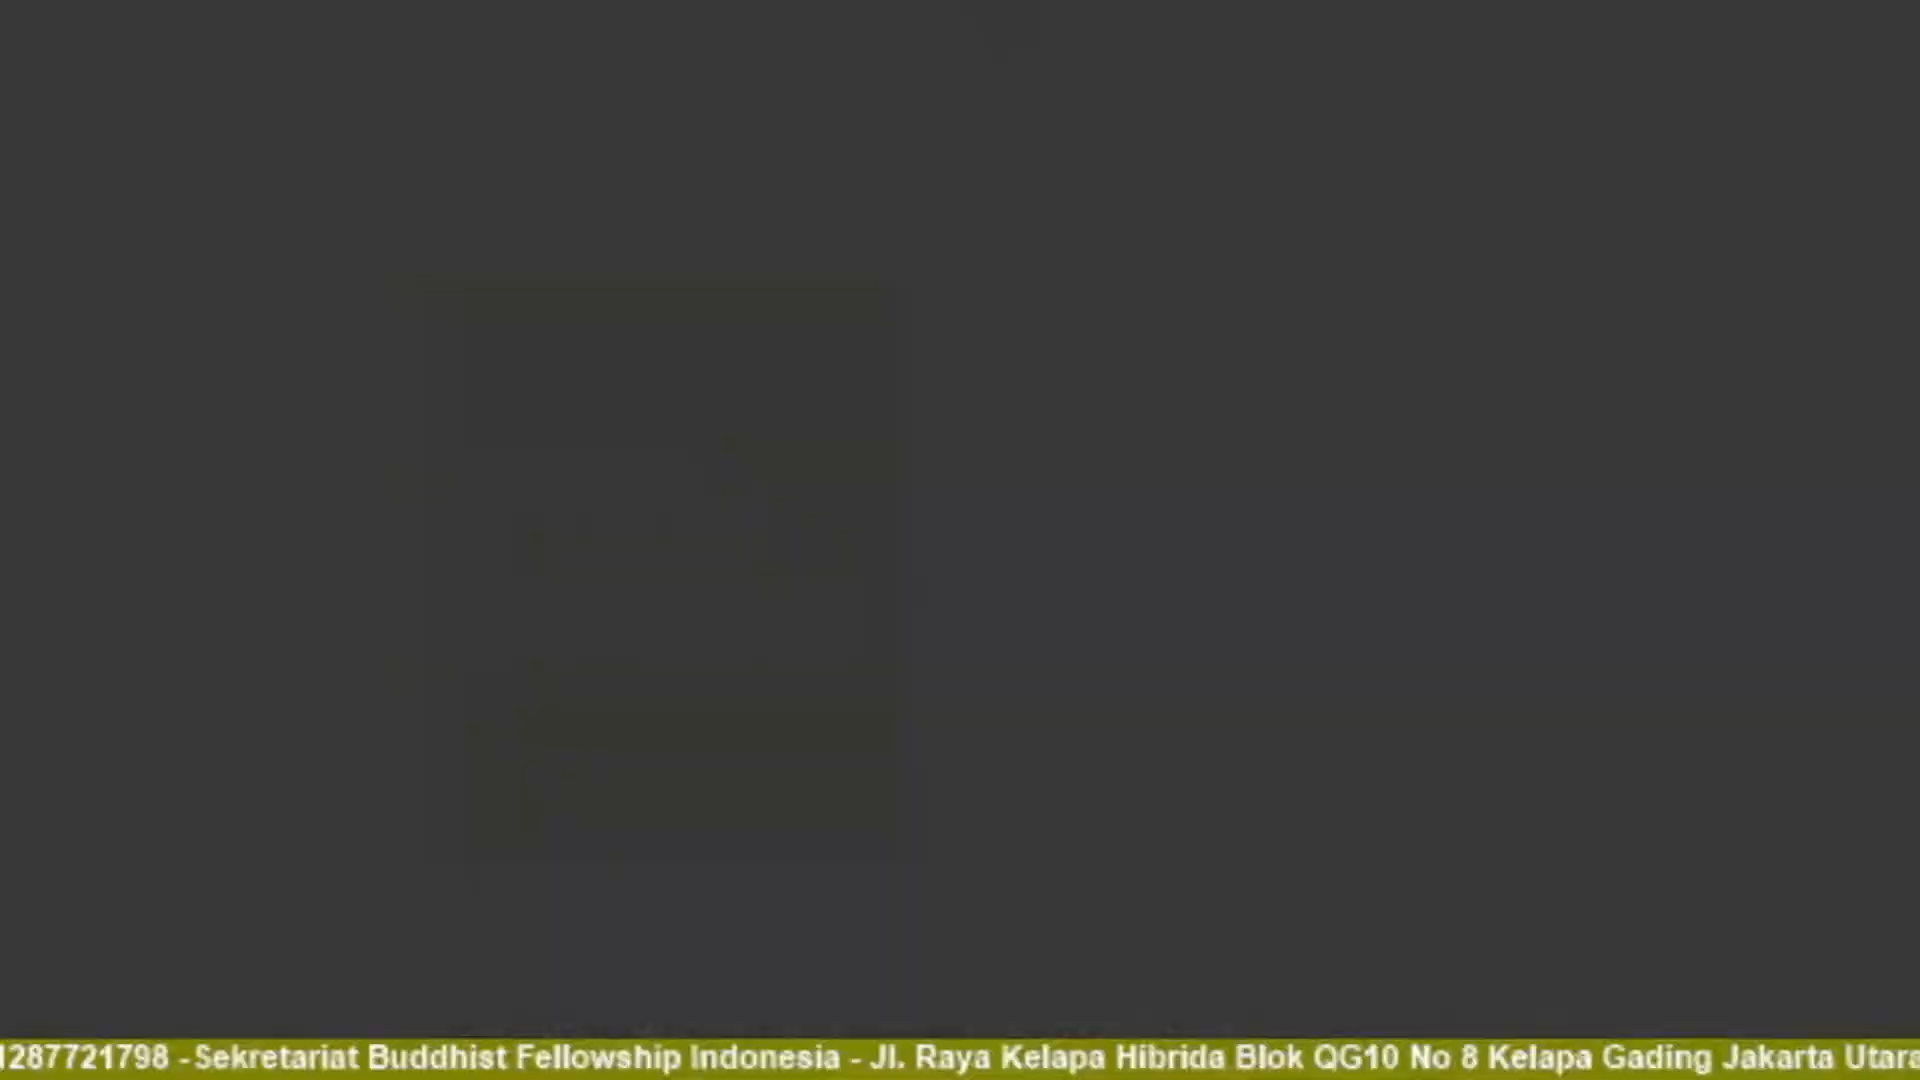 1287721798 - Sekretariat Buddhist Fellowship Indonesia - Jl. Raya Kelapa Hibrida Blok QG10 No 8 Kelapa Gading Jakarta Utara